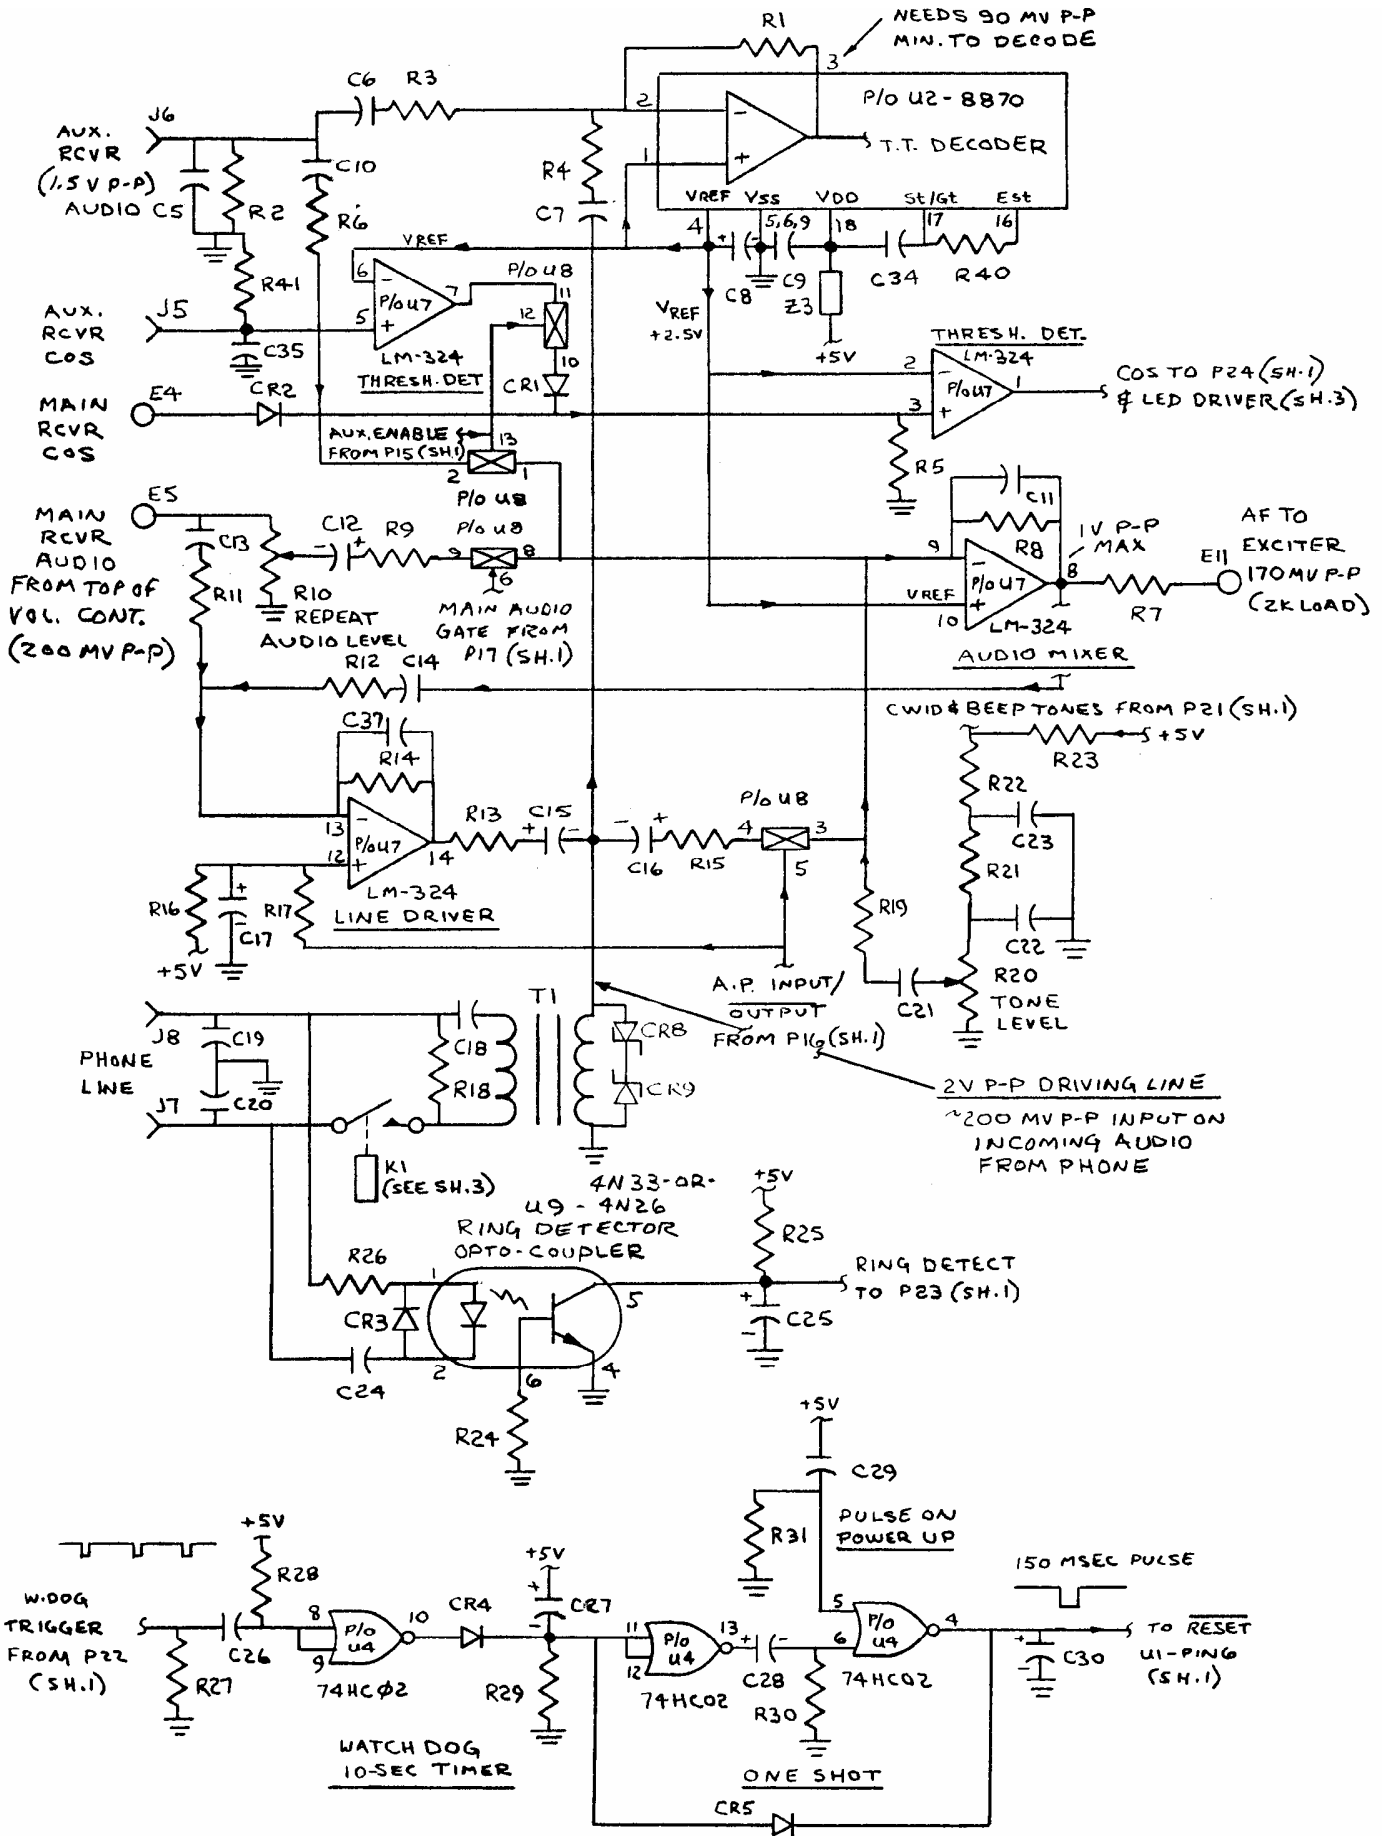 NEEDS 90 MV P-P
MIN. TO DECODE
R1
3
C6
R3
2
P/O U2-8870
J6
AUX.
RCVR
(1.5V P-P)
AUDIO
C5
R2
C10
R6
R4
C7
1
-
+
T.T. DECODER
VREF
VSS
VDD
St/Gt
Est
4
5,6,9
18
17
16
+
-
C8
C9
Z3
+5V
C34
R40
VREF
6
-
P/O U7
7
5
+
P/O U8
11
12
10
R41
J5
AUX.
RCVR
COS
C35
LM-324
THRESH. DET
CR1
VREF
+2.5V
THRESH. DET.
LM-324
2
-
P/O U7
1
3
+
COS TO P24 (SH.1)
& LED DRIVER (SH.3)
E4
CR2
MAIN
RCVR
COS
AUX. ENABLE
FROM P15 (SH.1)
13
2
1
P/O U8
R5
E5
MAIN
RCVR
AUDIO
FROM TOP OF
VOL. CONT.
(200 MV P-P)
C13
R11
R10
REPEAT
AUDIO LEVEL
-
C12
+
R9
P/O U8
9
8
6
MAIN AUDIO
GATE FROM
P17 (SH.1)
C11
R8
9
-
P/O U7
8
VREF
+
10
LM-324
AUDIO MIXER
1V P-P
MAX
R7
AF TO
EXCITER
E11
170 MV P-P
(2K LOAD)
R12
C14
CWID & BEEP TONES FROM P21 (SH.1)
+5V
R23
R22
C23
R21
C22
R20
TONE
LEVEL
C21
R19
C37
R14
13
-
P/O U7
12
+
14
LM-324
LINE DRIVER
R13
+
C15
-
-
C16
+
R15
P/O U8
4
3
5
R16
+5V
+
-
C17
R17
A.P. INPUT/
OUTPUT
FROM P16 (SH.1)
2V P-P DRIVING LINE
~200 MV P-P INPUT ON
INCOMING AUDIO
FROM PHONE
J8
PHONE
LINE
J7
C19
C20
C18
R18
T1
CR8
CR9
K1
(SEE SH.3)
4N33-OR-
U9 - 4N26
RING DETECTOR
OPTO-COUPLER
R26
CR3
C24
1
2
5
4
6
R24
+5V
R25
+
C25
-
RING DETECT
TO P23 (SH.1)
+5V
C29
R31
PULSE ON
POWER UP
W.DOG
TRIGGER
FROM P22
(SH.1)
R27
C26
+5V
R28
8
9
P/O
U4
10
74HCØ2
CR4
+5V
+
C27
-
R29
11
12
P/O
U4
13
74HC02
+
-
C28
R30
5
6
P/O
U4
4
74HC02
150 MSEC PULSE
+
-
C30
TO RESET
U1-PIN6
(SH.1)
WATCH DOG
10-SEC TIMER
ONE SHOT
CR5